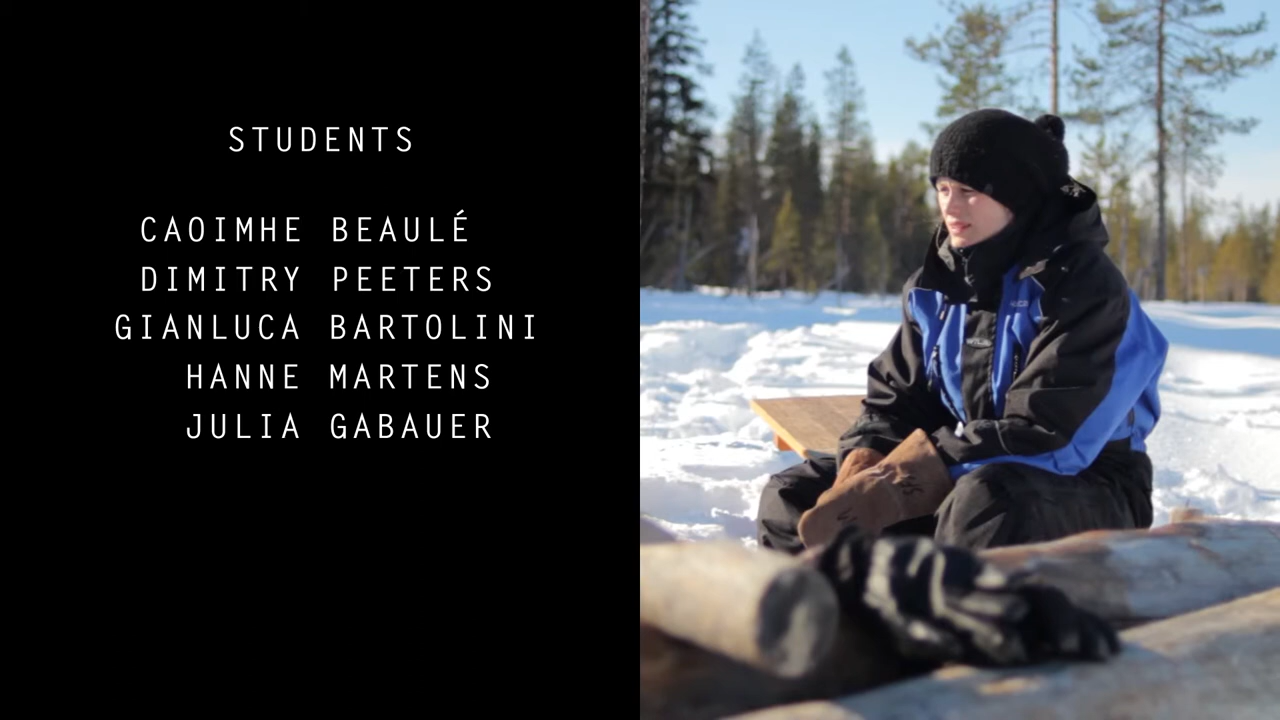 STUDENTS
CAOIMHE BEAULÉ
DIMITRY PEETERS
GIANLUCA BARTOLINI
HANNE MARTENS
JULIA GABAUER